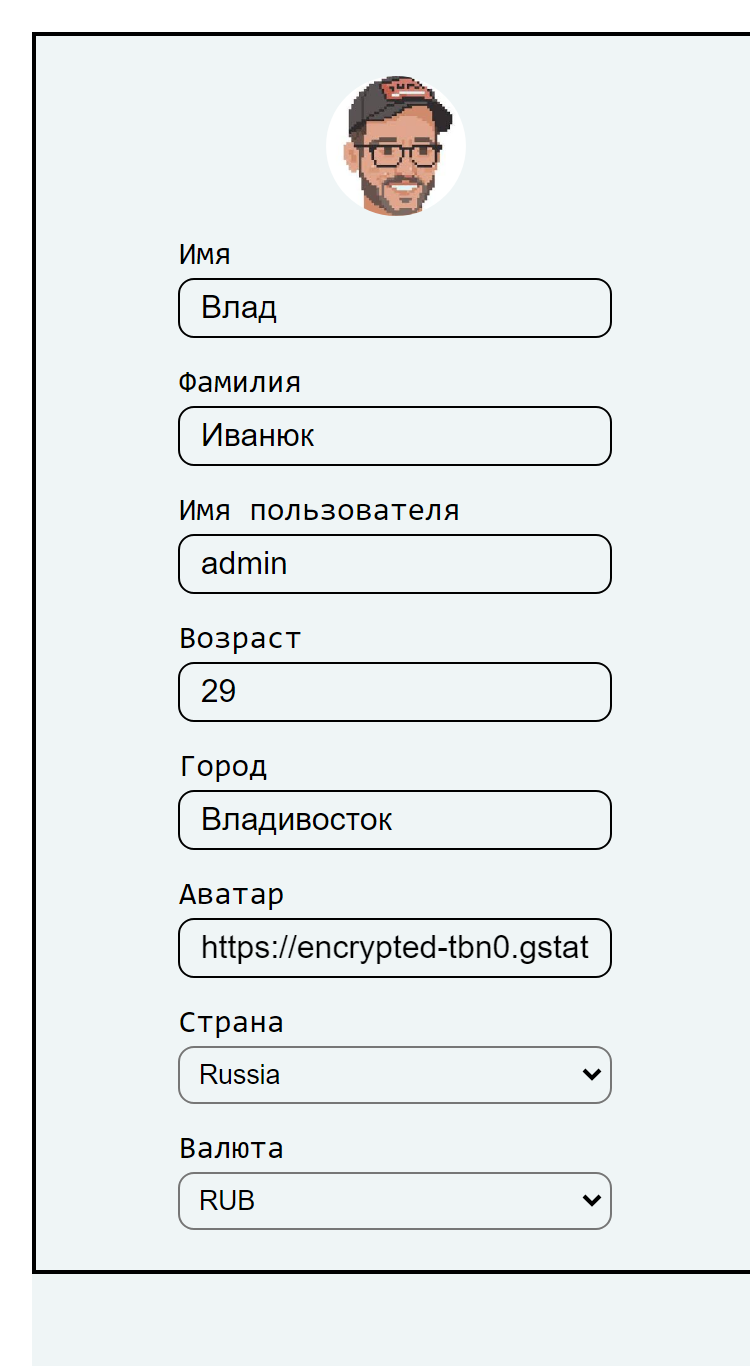 Имя
Влад
Фамилия
Иванюк
Имя пользователя
admin
Возраст
29
Город
Владивосток
Аватар
https://encrypted-tbn0.gstat
Страна
Russia
Валюта
RUB